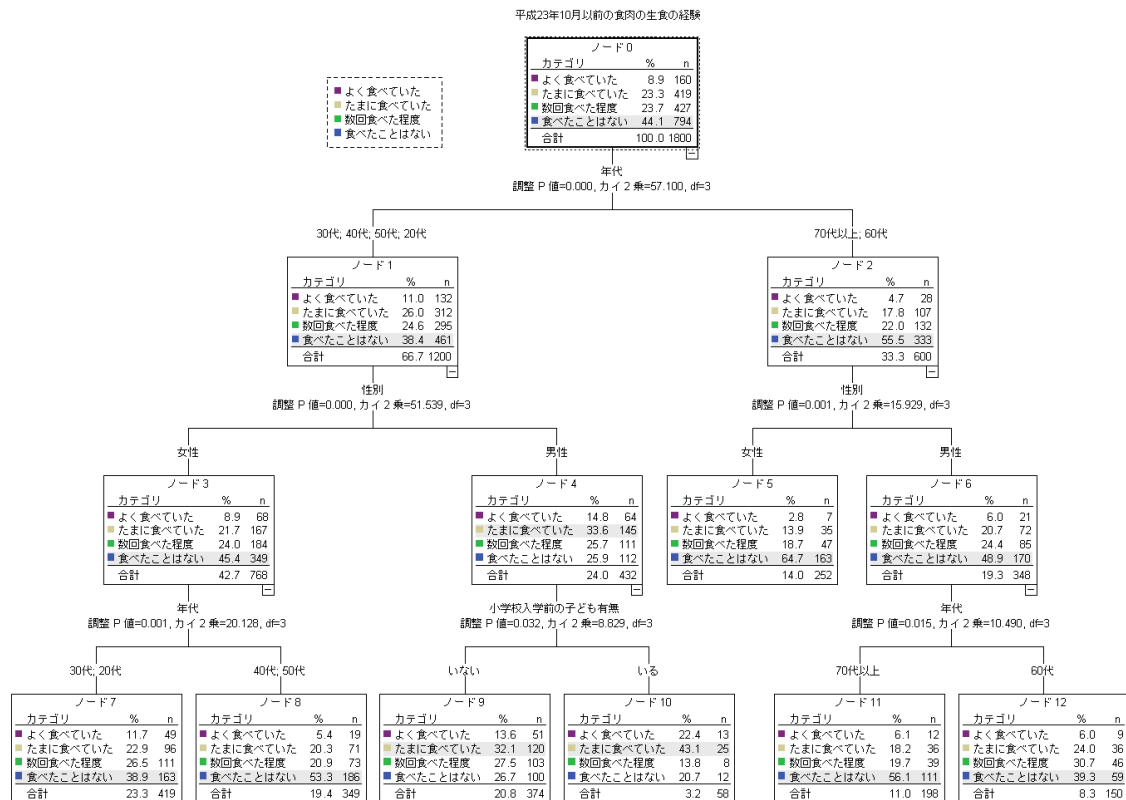 平成23年10月以前の食肉の生食の経験
よく食べていた
たまに食べていた
数回食べた程度
食べたことはない
ノード0
カテゴリ % n
よく食べていた 8.9 160
たまに食べていた 23.3 419
数回食べた程度 23.7 427
食べたことはない 44.1 794
合計 100.0 1800
年代
調整 P 値=0.000, カイ2乗=57.100, df=3
30代; 40代; 50代; 20代
70代以上; 60代
ノード1
カテゴリ % n
よく食べていた 11.0 132
たまに食べていた 26.0 312
数回食べた程度 24.6 295
食べたことはない 38.4 461
合計 66.7 1200
ノード2
カテゴリ % n
よく食べていた 4.7 28
たまに食べていた 17.8 107
数回食べた程度 22.0 132
食べたことはない 55.5 333
合計 33.3 600
性別
調整 P 値=0.000, カイ2乗=51.539, df=3
性別
調整 P 値=0.001, カイ2乗=15.929, df=3
女性
男性
女性
男性
ノード3
カテゴリ % n
よく食べていた 8.9 68
たまに食べていた 21.7 167
数回食べた程度 24.0 184
食べたことはない 45.4 349
合計 42.7 768
ノード4
カテゴリ % n
よく食べていた 14.8 64
たまに食べていた 33.6 145
数回食べた程度 25.7 111
食べたことはない 25.9 112
合計 24.0 432
ノード5
カテゴリ % n
よく食べていた 2.8 7
たまに食べていた 13.9 35
数回食べた程度 18.7 47
食べたことはない 64.7 163
合計 14.0 252
ノード6
カテゴリ % n
よく食べていた 6.0 21
たまに食べていた 20.7 72
数回食べた程度 24.4 85
食べたことはない 48.9 170
合計 19.3 348
年代
調整 P 値=0.001, カイ2乗=20.128, df=3
小学校入学前の子ども有無
調整 P 値=0.032, カイ2乗=8.829, df=3
年代
調整 P 値=0.015, カイ2乗=10.490, df=3
30代; 20代
40代; 50代
いない
いる
70代以上
60代
ノード7
カテゴリ % n
よく食べていた 11.7 49
たまに食べていた 22.9 96
数回食べた程度 26.5 111
食べたことはない 38.9 163
合計 23.3 419
ノード8
カテゴリ % n
よく食べていた 5.4 19
たまに食べていた 20.3 71
数回食べた程度 20.9 73
食べたことはない 53.3 186
合計 19.4 349
ノード9
カテゴリ % n
よく食べていた 13.6 51
たまに食べていた 32.1 120
数回食べた程度 27.5 103
食べたことはない 26.7 100
合計 20.8 374
ノード10
カテゴリ % n
よく食べていた 22.4 13
たまに食べていた 43.1 25
数回食べた程度 13.8 8
食べたことはない 20.7 12
合計 3.2 58
ノード11
カテゴリ % n
よく食べていた 6.1 12
たまに食べていた 18.2 36
数回食べた程度 19.7 39
食べたことはない 56.1 111
合計 11.0 198
ノード12
カテゴリ % n
よく食べていた 6.0 9
たまに食べていた 24.0 36
数回食べた程度 30.7 46
食べたことはない 39.3 59
合計 8.3 150